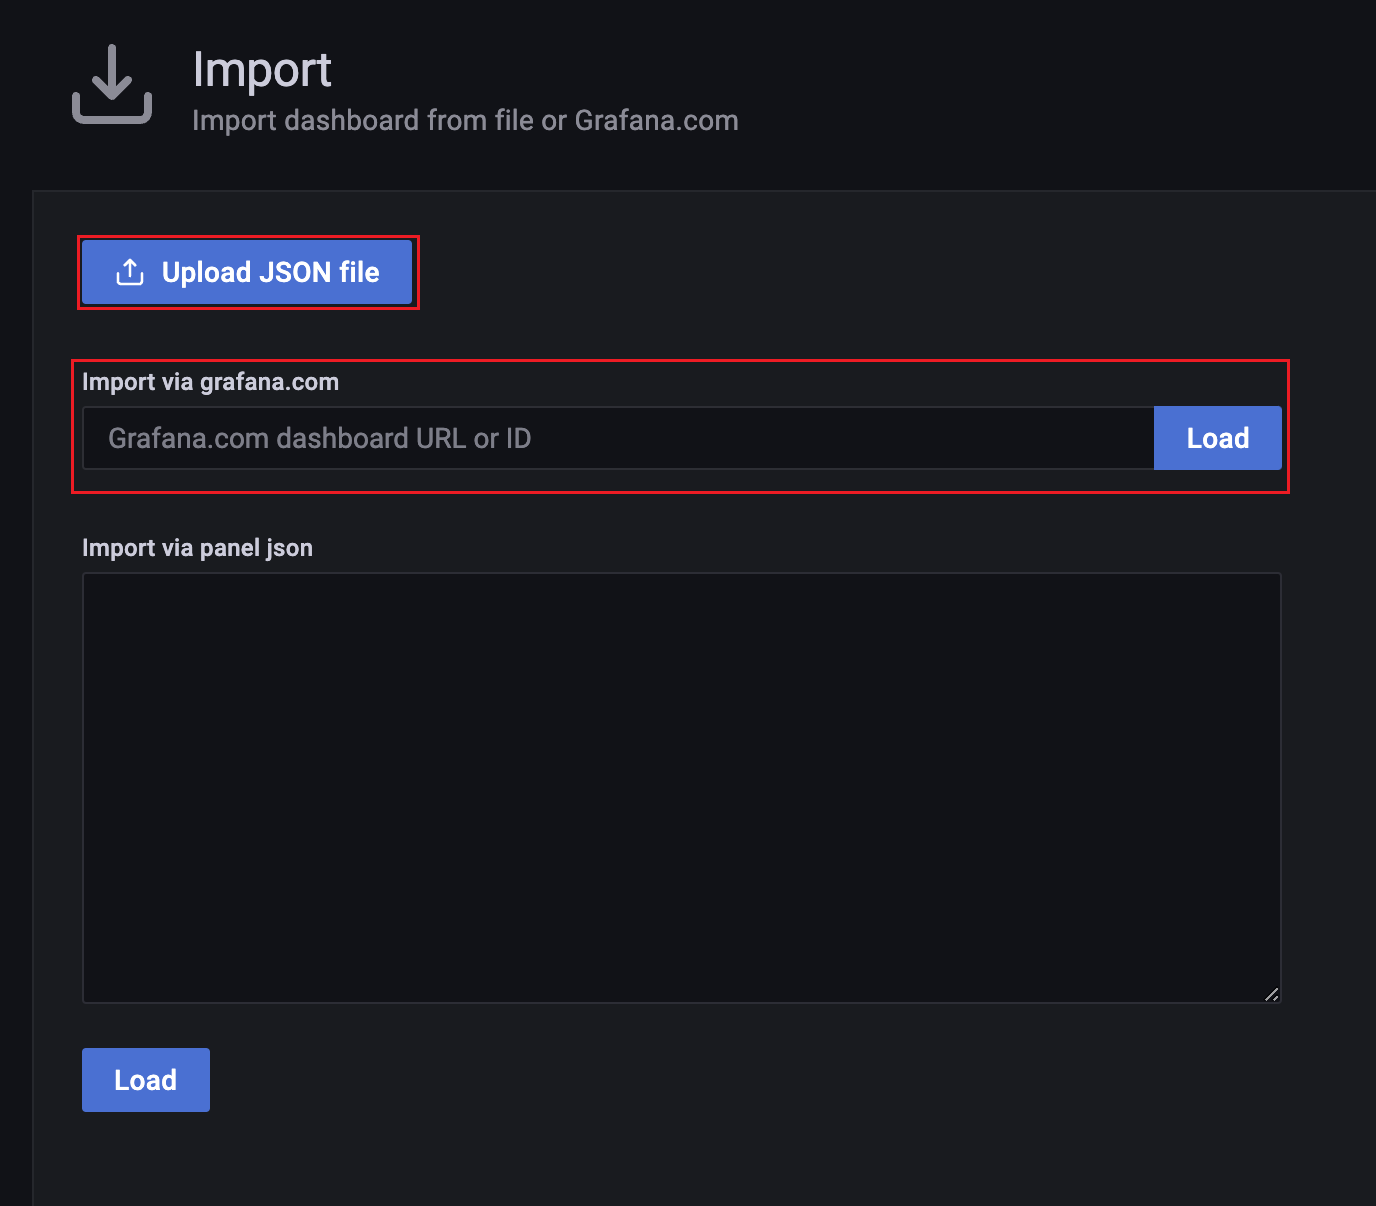 Import
Import dashboard from file or Grafana.com
Upload JSON file
Import via grafana.com
Grafana.com dashboard URL or ID
Load
Import via panel json
Load